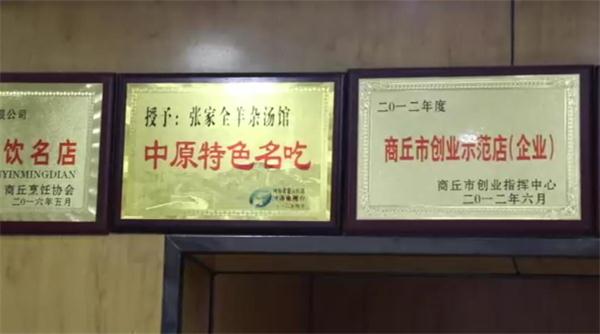 限公司
饮名店
YINMINGDIAN
商丘烹饪协会
二〇一六年五月
授予：张家全羊杂汤馆
中原特色名吃
二〇一二年度
商丘市创业示范店(企业)
商丘市创业指挥中心
二〇一二年六月